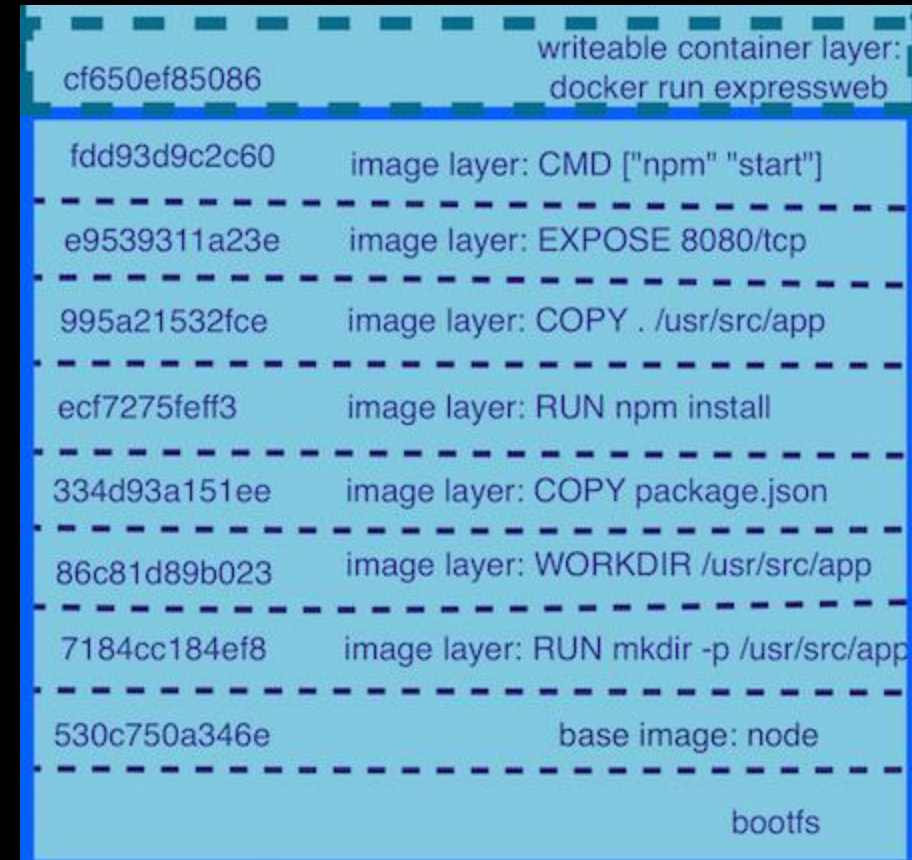 writeable container layer:
cf650ef85086 docker run expressweb
fdd93d9c2c60 image layer: CMD ["npm" "start"]
e9539311a23e image layer: EXPOSE 8080/tcp
995a21532fce image layer: COPY . /usr/src/app
ecf7275feff3 image layer: RUN npm install
334d93a151ee image layer: COPY package.json
86c81d89b023 image layer: WORKDIR /usr/src/app
7184cc184ef8 image layer: RUN mkdir -p /usr/src/app
530c750a346e base image: node
bootfs